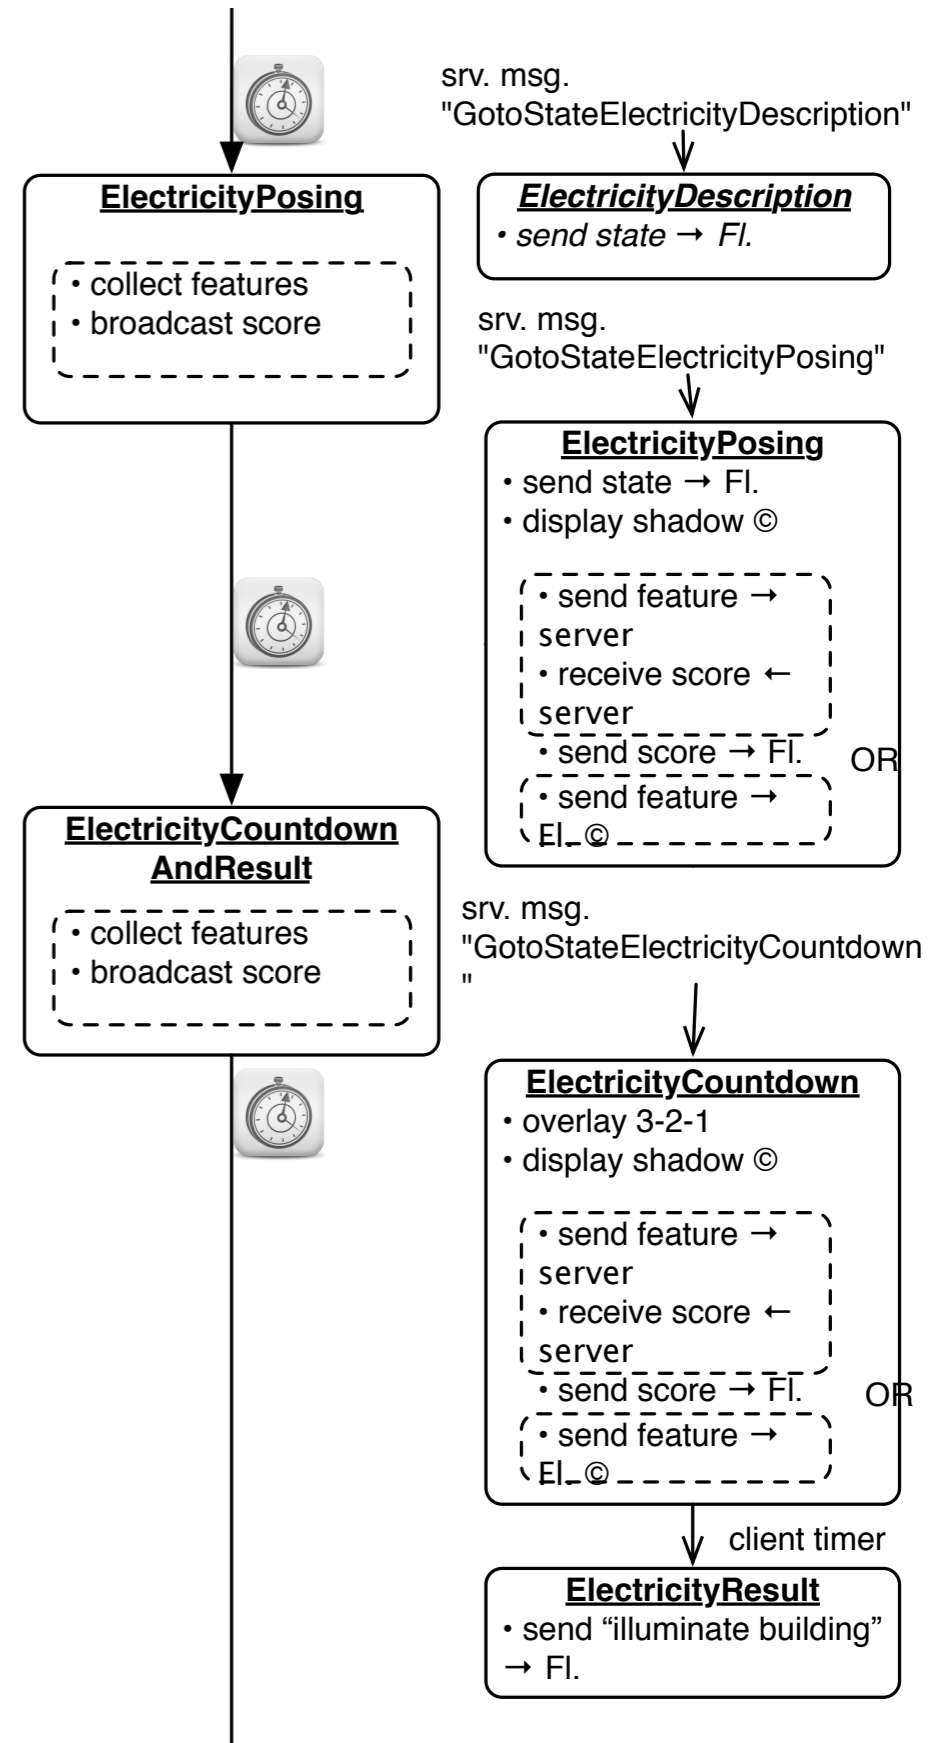 srv. msg.
"GotoStateElectricityDescription"
ElectricityPosing
• collect features
• broadcast score
ElectricityDescription
• send state → Fl.
srv. msg.
"GotoStateElectricityPosing"
ElectricityPosing
• send state → Fl.
• display shadow ©
• send feature →
server
• receive score ←
server
• send score → Fl.
OR
• send feature →
Fl. ©
ElectricityCountdown
AndResult
• collect features
• broadcast score
srv. msg.
"GotoStateElectricityCountdown
"
ElectricityCountdown
• overlay 3-2-1
• display shadow ©
• send feature →
server
• receive score ←
server
• send score → Fl.
OR
• send feature →
Fl. ©
client timer
ElectricityResult
• send “illuminate building”
→ Fl.